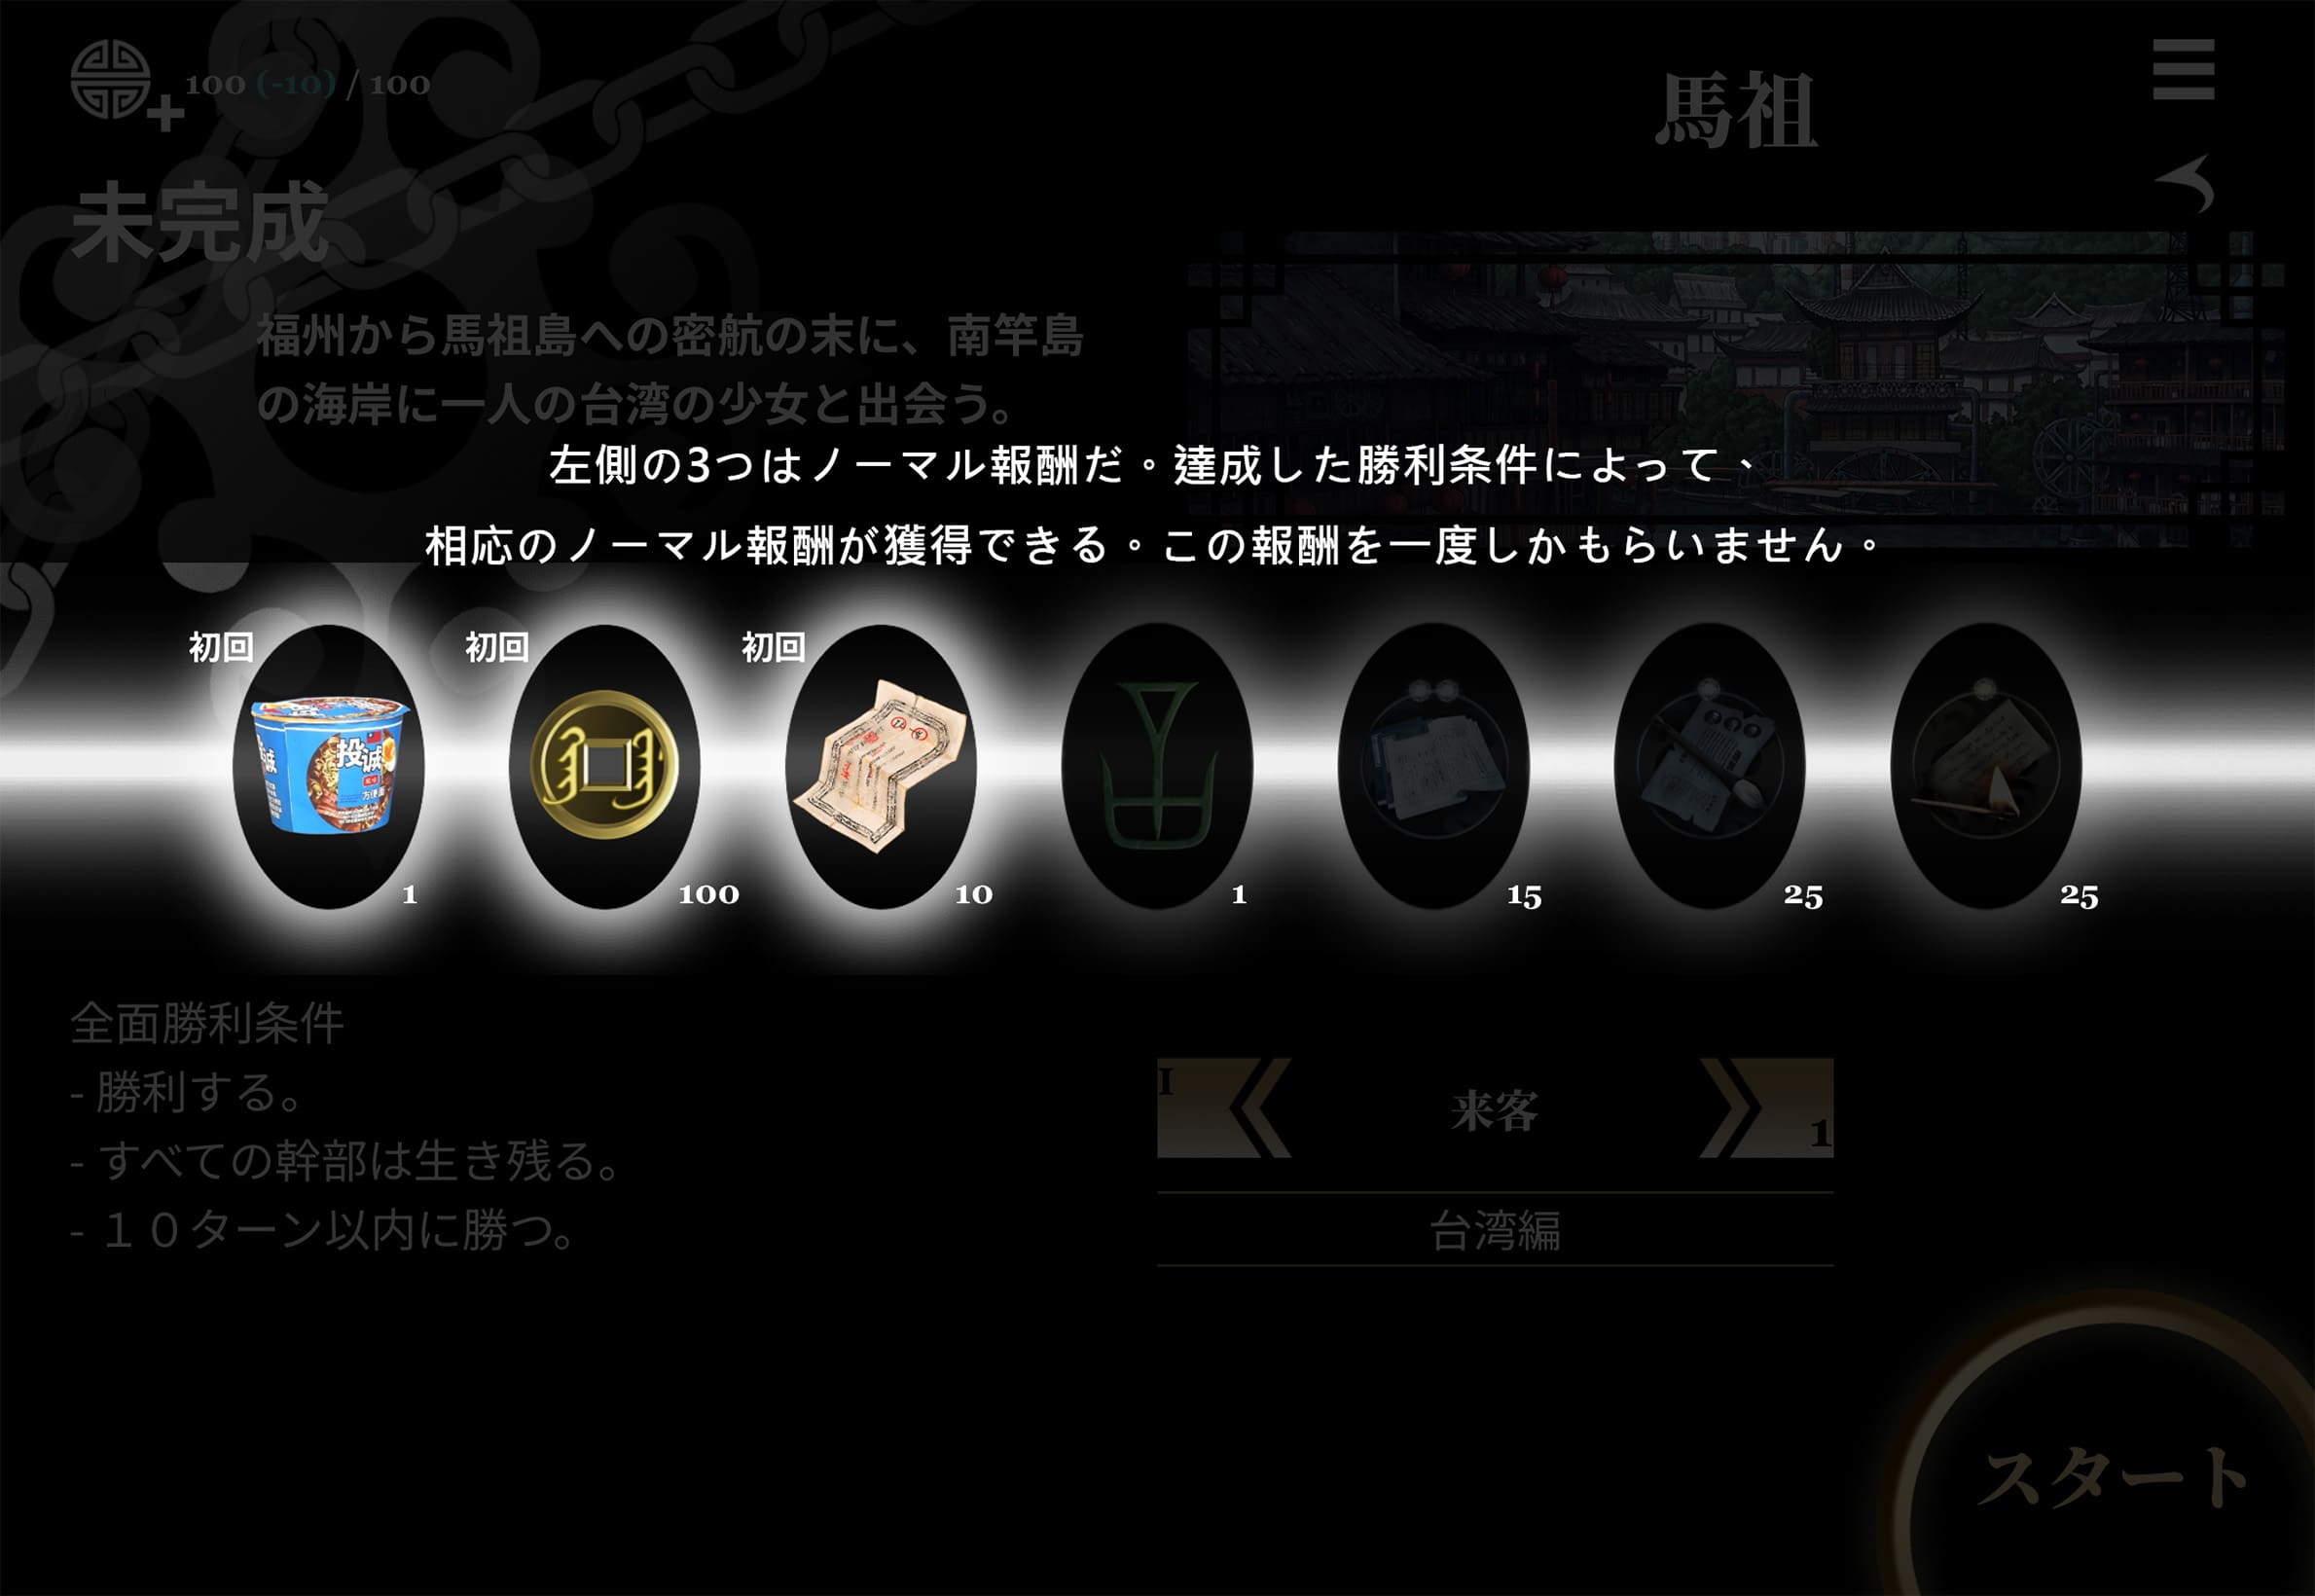 100 (-10) / 100
馬祖
未完成
福州から馬祖島への密航の末に、南竿島
の海岸に一人の台湾の少女と出会う。
左側の3つはノーマル報酬だ。達成した勝利条件によって、
相応のノーマル報酬が獲得できる。この報酬を一度しかもらいません。
初回
初回
初回
投诚
方便面
1
100
10
1
15
25
25
全面勝利条件
- 勝利する。
- すべての幹部は生き残る。
- １０ターン以内に勝つ。
I
来客
1
台湾編
スタート